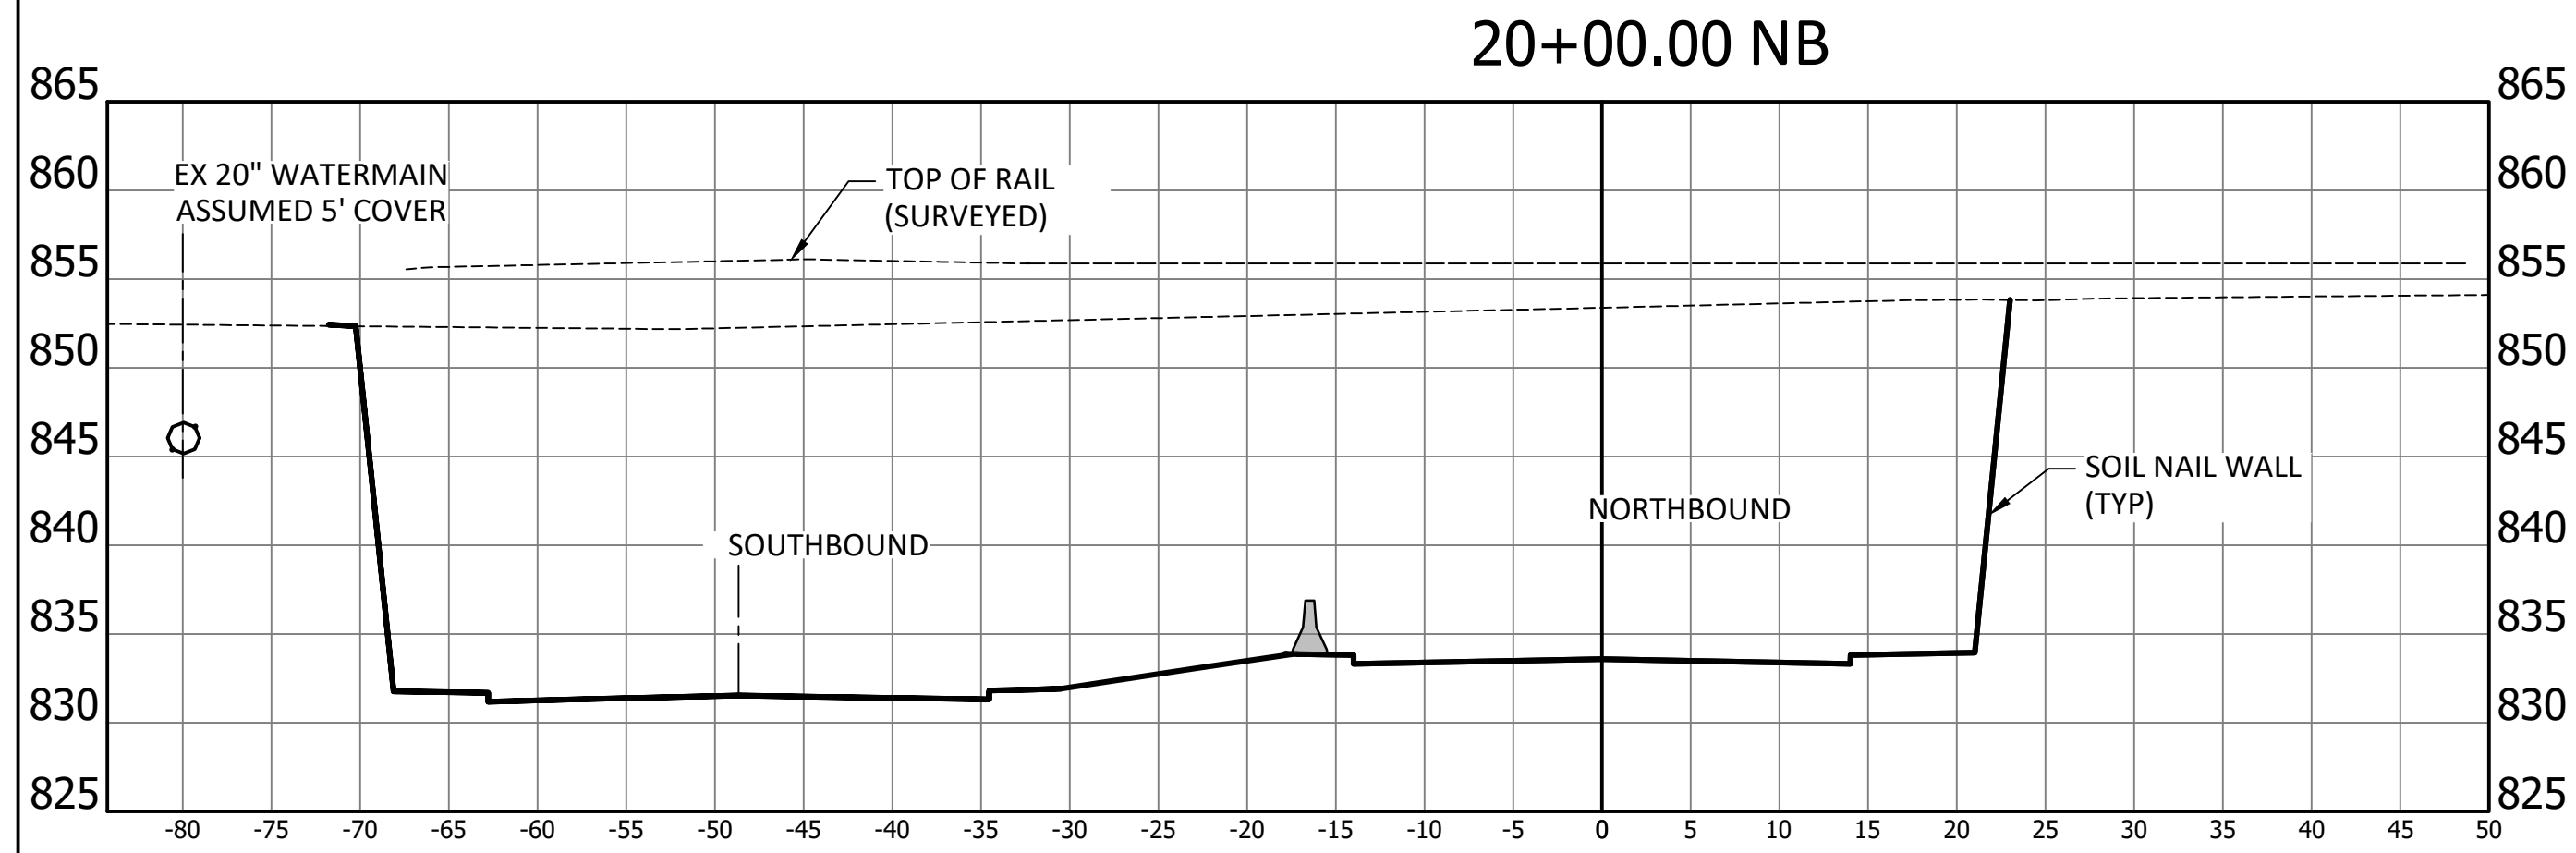 20+00.00 NB
865 865
EX 20" WATERMAIN
ASSUMED 5' COVER
TOP OF RAIL
(SURVEYED)
860 860
855 855
850 850
845 845
SOIL NAIL WALL
(TYP)
NORTHBOUND
840 840
SOUTHBOUND
835 835
830 830
825 825
-80 -75 -70 -65 -60 -55 -50 -45 -40 -35 -30 -25 -20 -15 -10 -5 0 5 10 15 20 25 30 35 40 45 50